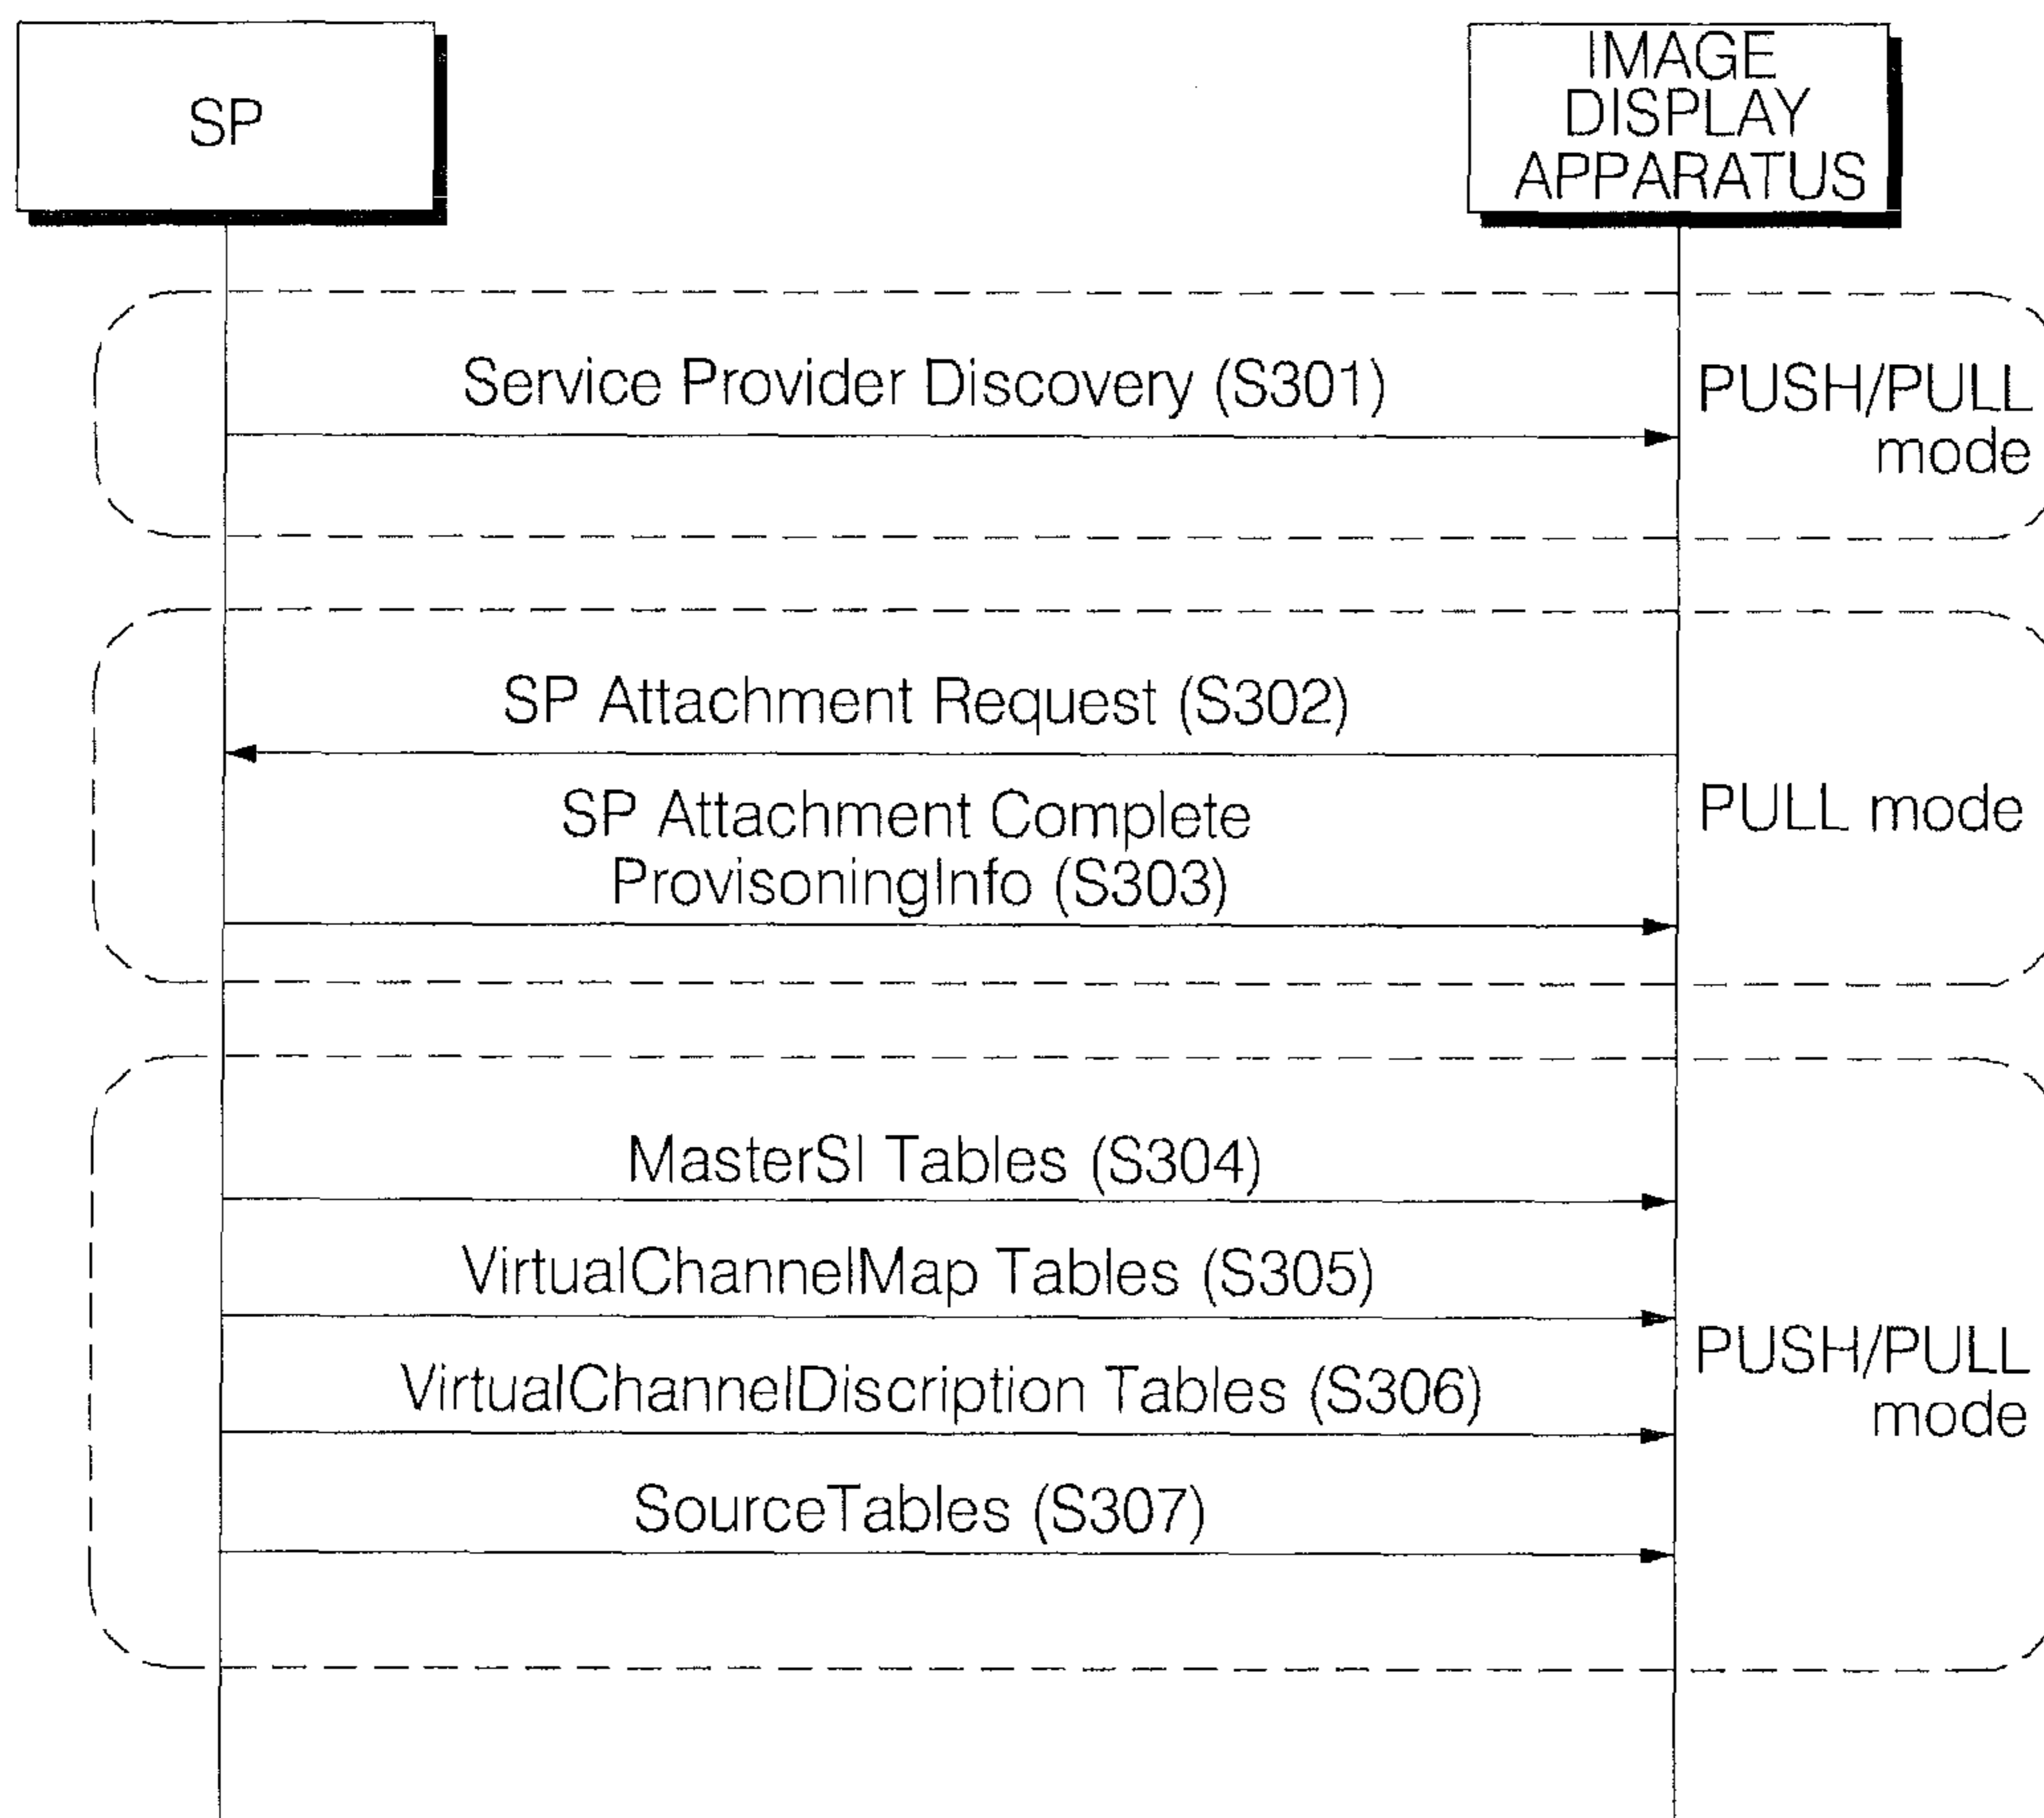 SP
IMAGE
DISPLAY
APPARATUS
Service Provider Discovery (S301)
PUSH/PULL
mode
SP Attachment Request (S302)
SP Attachment Complete
ProvisoningInfo (S303)
PULL mode
MasterSI Tables (S304)
VirtualChannelMap Tables (S305)
VirtualChannelDiscription Tables (S306)
SourceTables (S307)
PUSH/PULL
mode